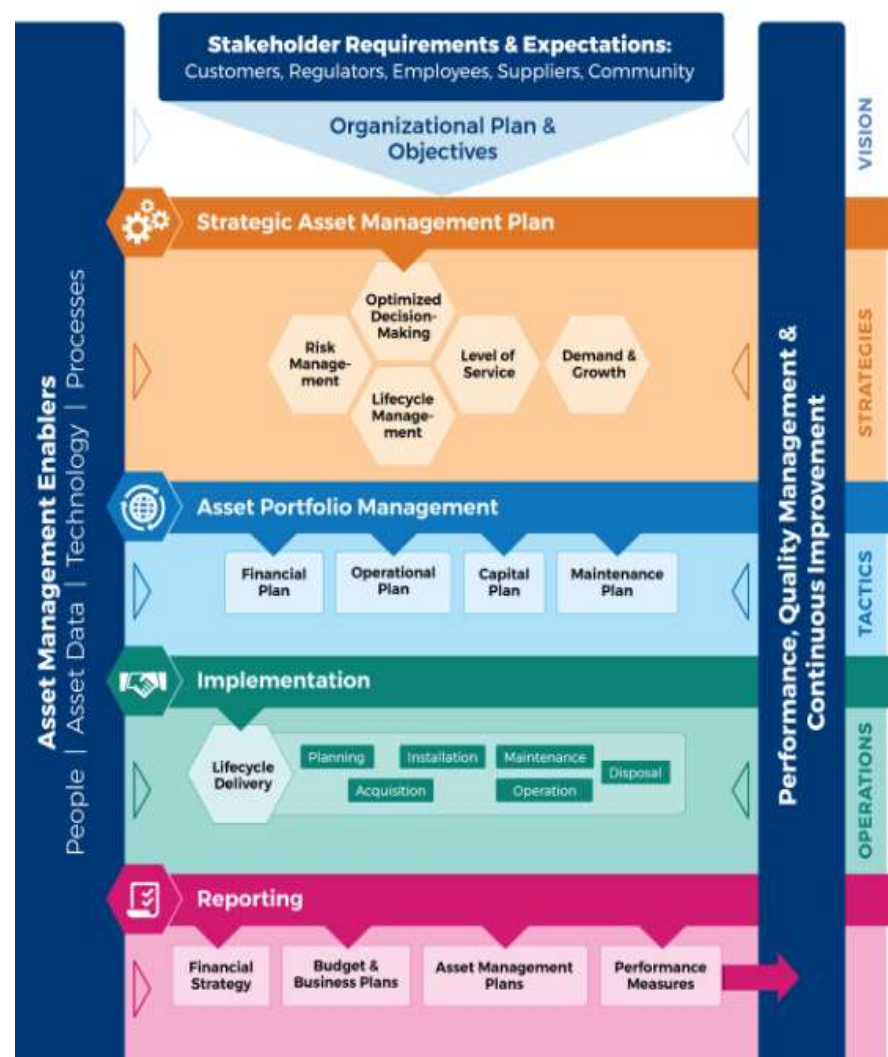 Stakeholder Requirements & Expectations:
Customers, Regulators, Employees, Suppliers, Community
Organizational Plan &
Objectives
VISION
Strategic Asset Management Plan
Optimized
Decision-
Making
Risk
Manage-
ment
Level of
Service
Demand &
Growth
Lifecycle
Manage-
ment
STRATEGIES
Asset Portfolio Management
Financial
Plan
Operational
Plan
Capital
Plan
Maintenance
Plan
TACTICS
Implementation
Lifecycle
Delivery
Planning
Installation
Maintenance
Disposal
Acquisition
Operation
OPERATIONS
Reporting
Financial
Strategy
Budget &
Business Plans
Asset Management
Plans
Performance
Measures
Asset Management Enablers
People | Asset Data | Technology | Processes
Performance, Quality Management &
Continuous Improvement